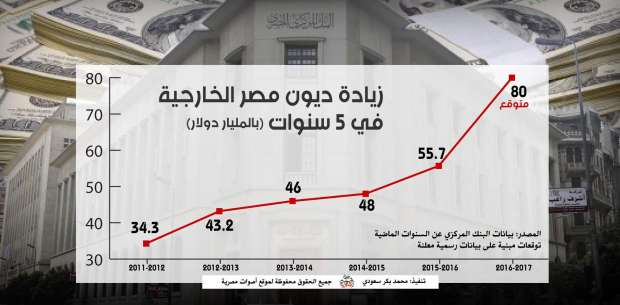 البنك المركزي المصري
زيادة ديون مصر الخارجية
في 5 سنوات (بالمليار دولار)
80
70
60
50
40
30
34.3
43.2
46
48
55.7
80
متوقع
المصدر: بيانات البنك المركزي عن السنوات الماضية
توقعات مبنية على بيانات رسمية معلنة
2011-2012
2012-2013
2013-2014
2014-2015
2015-2016
2016-2017
تنفيذ: محمد بكر سعودي
جميع الحقوق محفوظة لموقع أصوات مصرية